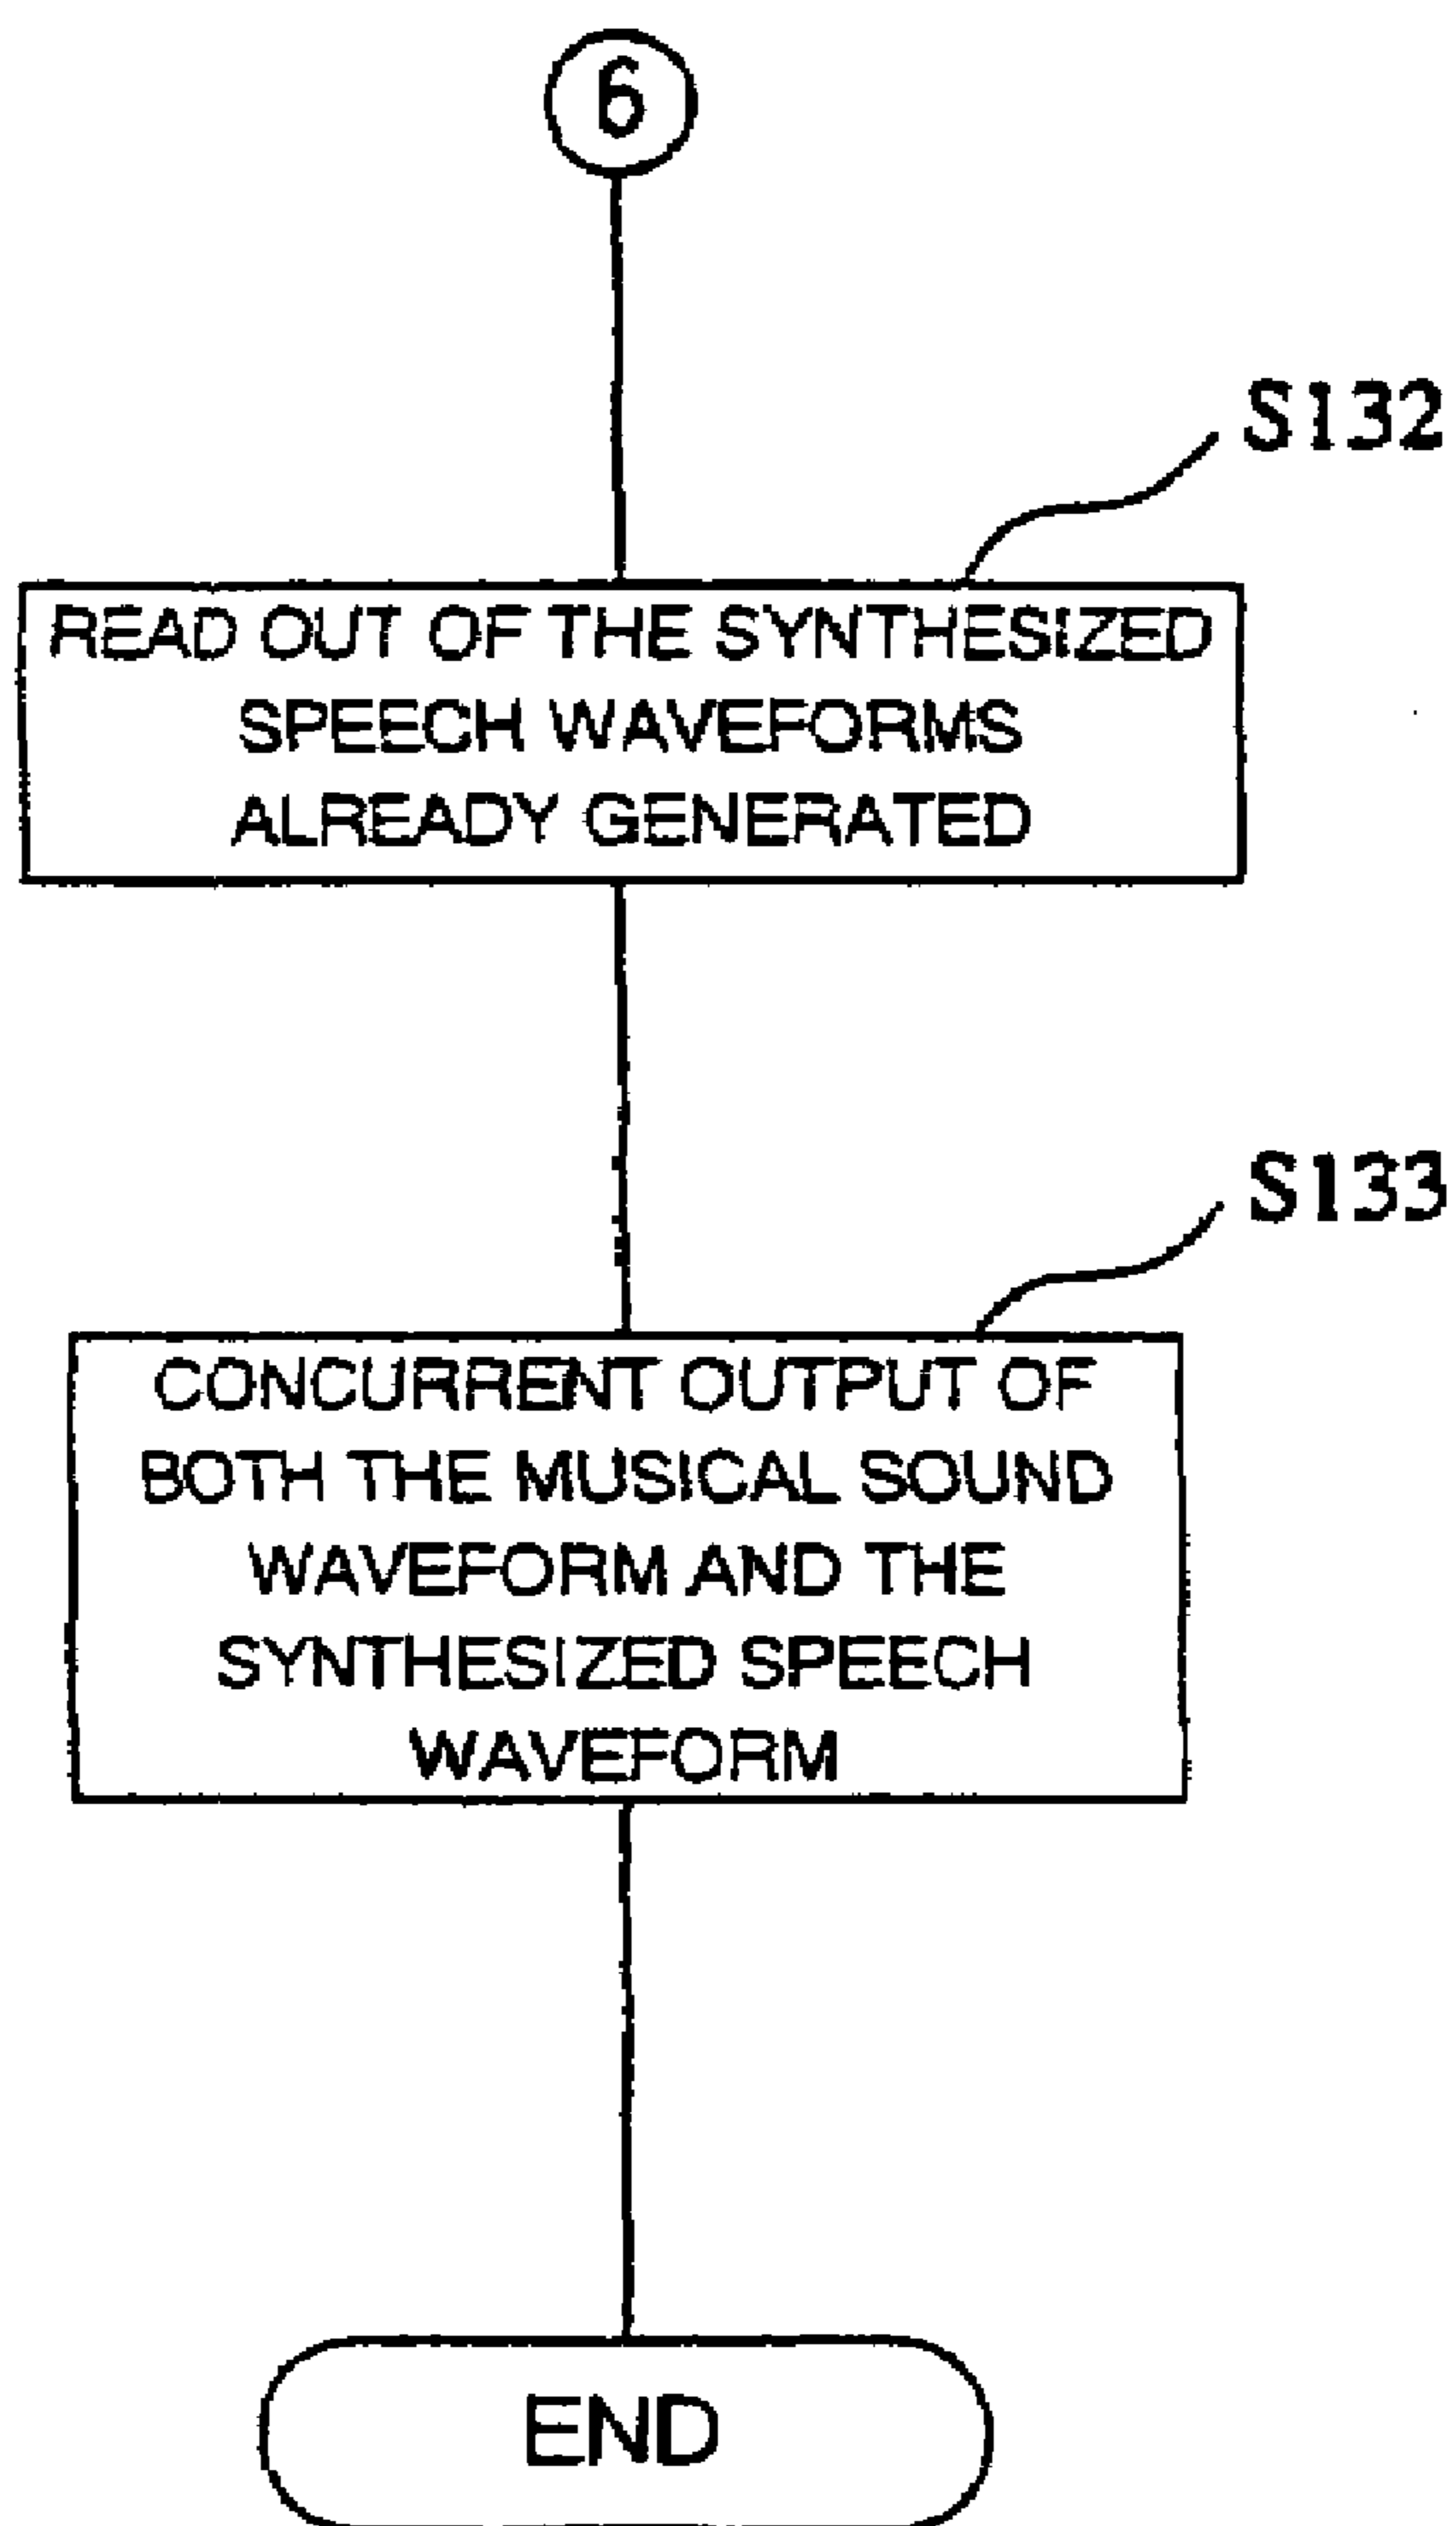 6
S132
READ OUT OF THE SYNTHESIZED
SPEECH WAVEFORMS
ALREADY GENERATED
S133
CONCURRENT OUTPUT OF
BOTH THE MUSICAL SOUND
WAVEFORM AND THE
SYNTHESIZED SPEECH
WAVEFORM
END